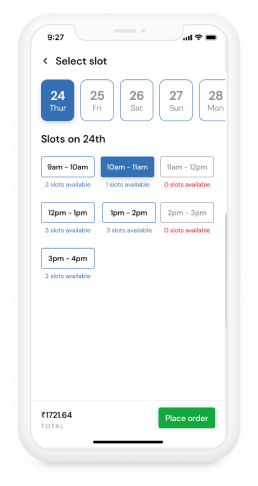 9:27
Select slot
24 25 26 27 28
Thur Fri Sat Sun Mon
Slots on 24th
9am - 10am 10am - 11am 11am - 12pm
3 slots available 1 slots available 0 slots available
12pm - 1pm 1pm - 2pm 2pm - 3pm
3 slots available 3 slots available 0 slots available
3pm - 4pm
2 slots available
₹1721.64 Place order
TOTAL